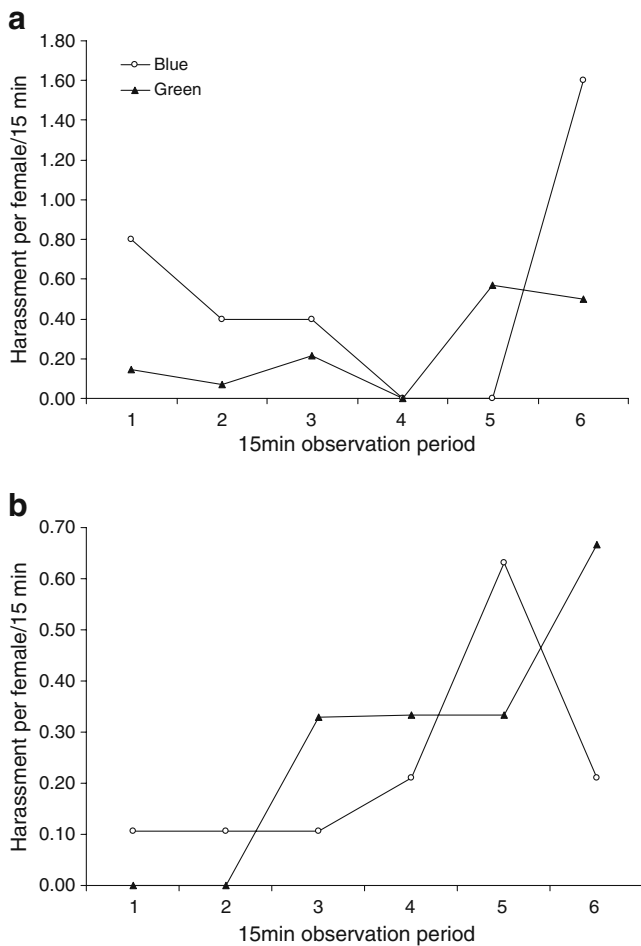 a
Harassment per female/15 min
1.80
1.60
1.40
1.20
1.00
0.80
0.60
0.40
0.20
0.00
Blue
Green
1 2 3 4 5 6
15min observation period
b
Harassment per female/15 min
0.70
0.60
0.50
0.40
0.30
0.20
0.10
0.00
1 2 3 4 5 6
15min observation period